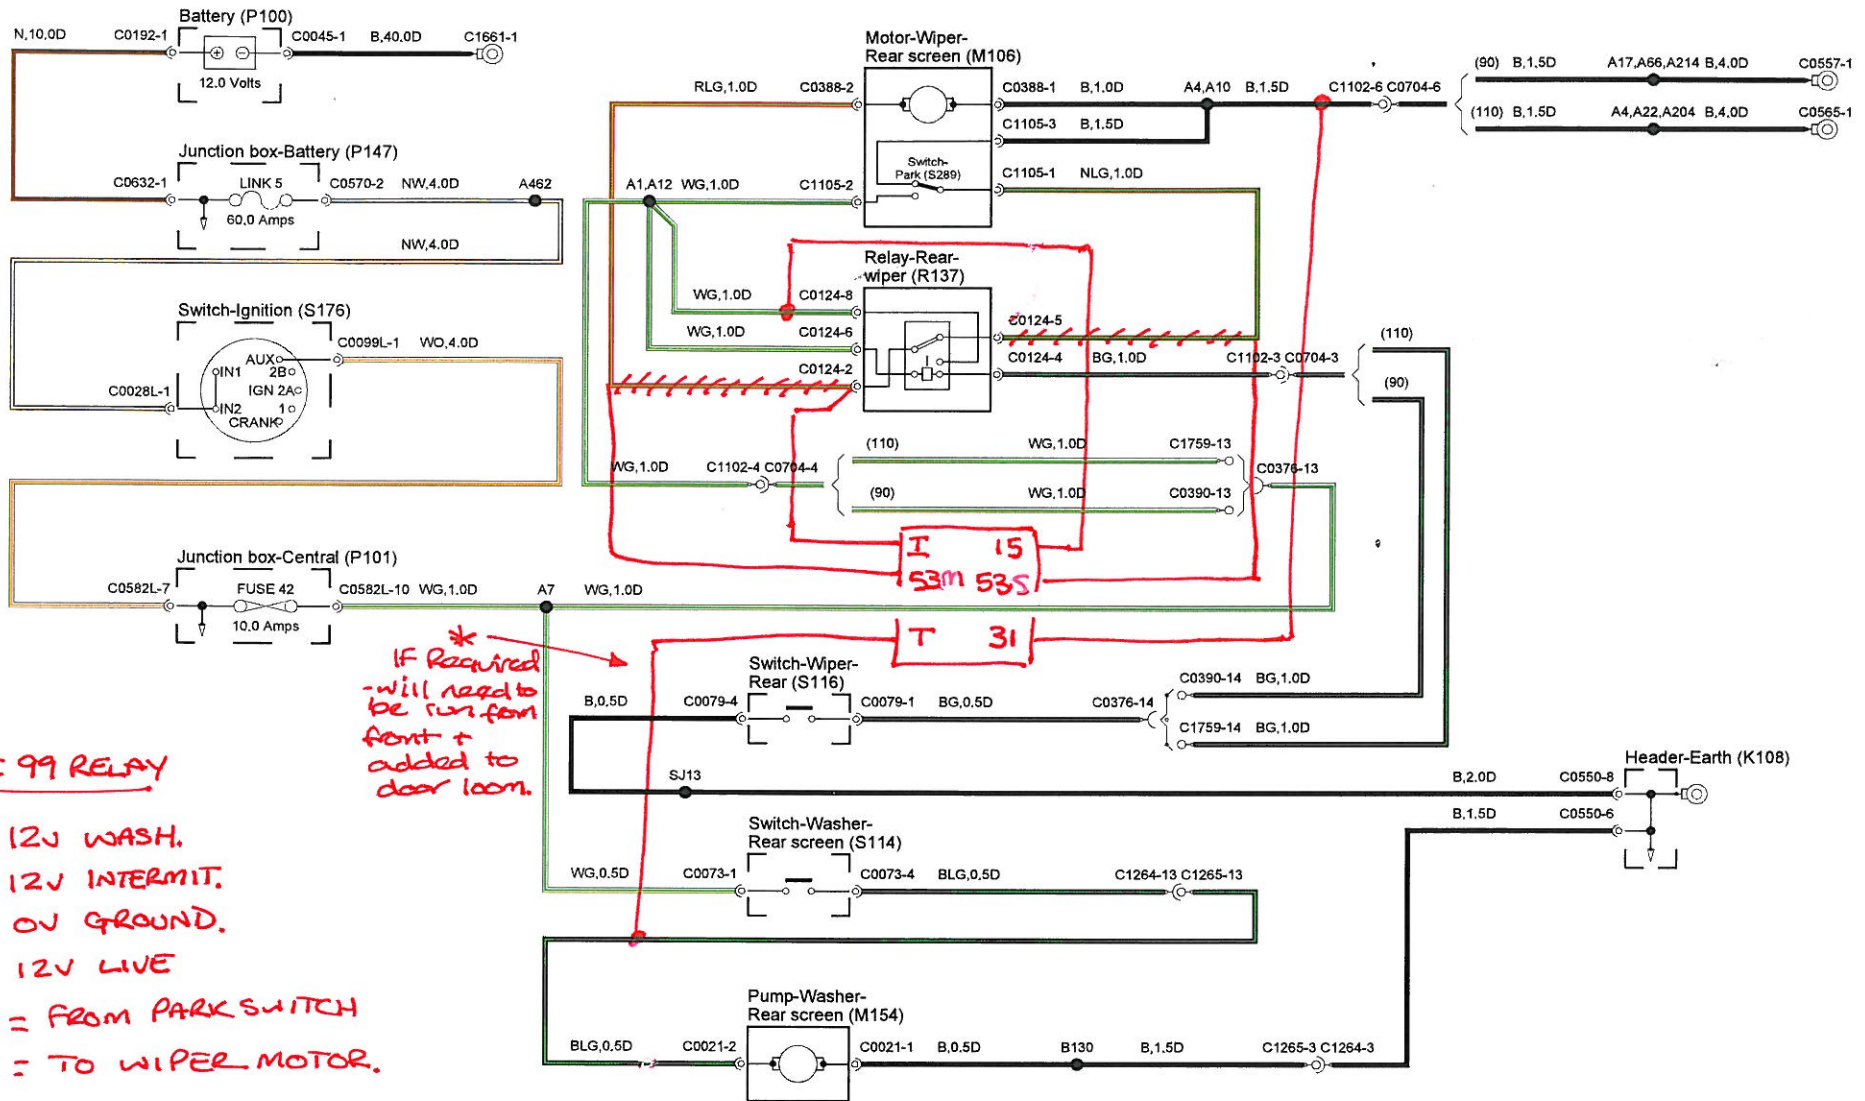 Battery (P100)
N,10.0D C0192-1 C0045-1 B,40.0D C1661-1
12.0 Volts
Junction box-Battery (P147)
C0632-1 LINK 5 C0570-2 NW,4.0D A462
60.0 Amps
NW,4.0D
Switch-Ignition (S176)
C0099L-1 WO,4.0D
AUX
IN1 2B
IGN 2A
C0028L-1 IN2 1
CRANK
Junction box-Central (P101)
C0582L-7 FUSE 42 C0582L-10 WG,1.0D A7 WG,1.0D
10.0 Amps
Motor-Wiper-
Rear screen (M106)
RLG,1.0D C0388-2 C0388-1 B,1.0D A4,A10 B,1.5D C1102-6 C0704-6
(90) B,1.5D A17,A66,A214 B,4.0D C0557-1
(110) B,1.5D A4,A22,A204 B,4.0D C0565-1
C1105-3 B,1.5D
Switch-
Park (S289)
A1,A12 WG,1.0D C1105-2 C1105-1 NLG,1.0D
Relay-Rear-
wiper (R137)
WG,1.0D C0124-8
WG,1.0D C0124-6 C0124-5
C0124-2 C0124-4 BG,1.0D C1102-3 C0704-3
(110)
(90)
WG,1.0D C1102-4 C0704-4
(110) WG,1.0D C1759-13
C0376-13
(90) WG,1.0D C0390-13
I 15
53M 53S
T 31
*
IF Required
-will need to
be run from
front +
added to
door loom.
Switch-Wiper-
Rear (S116)
B,0.5D C0079-4 C0079-1 BG,0.5D C0376-14
C0390-14 BG,1.0D
C1759-14 BG,1.0D
SJ13
Header-Earth (K108)
B,2.0D C0550-8
B,1.5D C0550-6
Switch-Washer-
Rear screen (S114)
WG,0.5D C0073-1 C0073-4 BLG,0.5D C1264-13 C1265-13
Pump-Washer-
Rear screen (M154)
BLG,0.5D C0021-2 C0021-1 B,0.5D B130 B,1.5D C1265-3 C1264-3
99 RELAY
12V WASH.
12V INTERMIT.
0V GROUND.
12V LIVE
= FROM PARK SWITCH
= TO WIPER MOTOR.